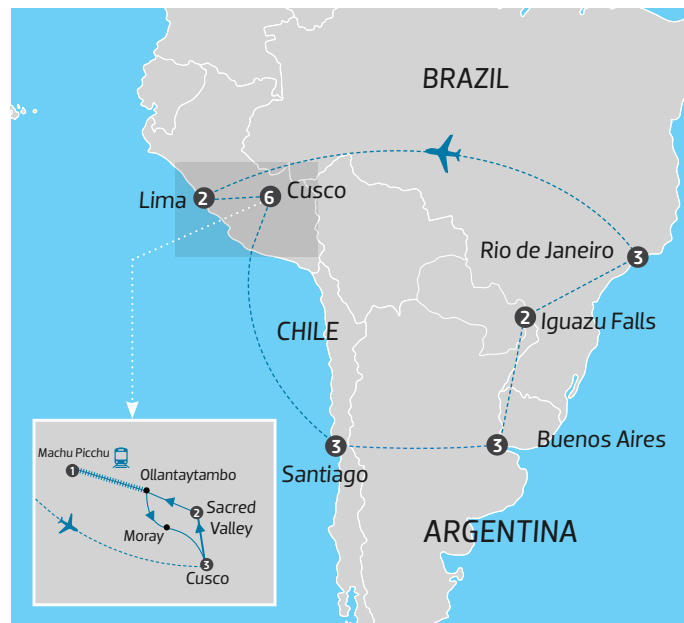 BRAZIL
Lima
2
6
Cusco
Rio de Janeiro
3
2
Iguazu Falls
CHILE
3
Santiago
3
Buenos Aires
ARGENTINA
Machu Picchu
1
Ollantaytambo
2
Sacred
Valley
Moray
3
Cusco